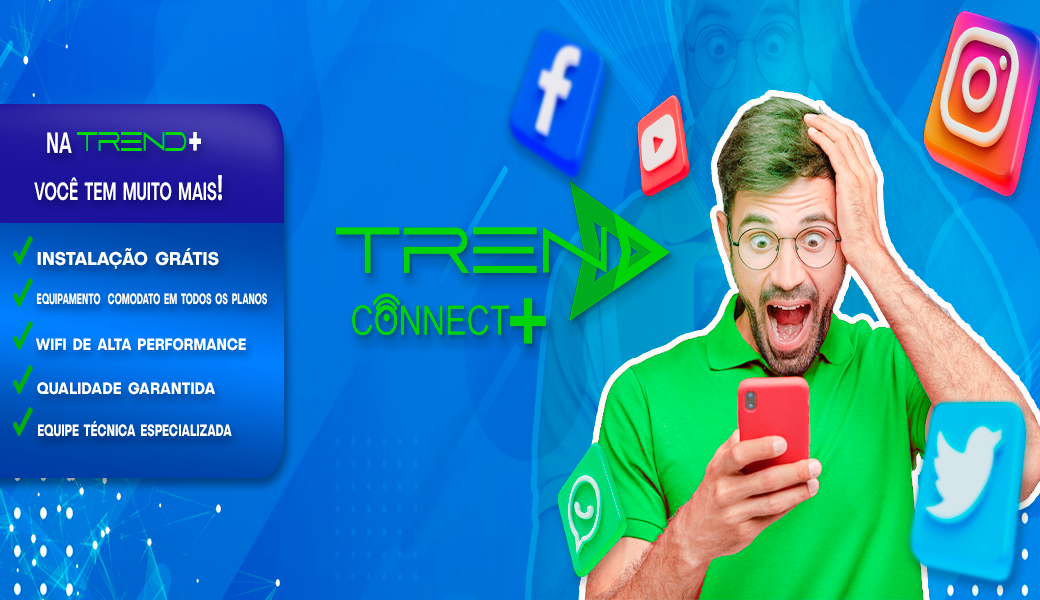 NA TREND+
VOCÊ TEM MUITO MAIS!
INSTALAÇÃO GRÁTIS
EQUIPAMENTO COMODATO EM TODOS OS PLANOS
WIFI DE ALTA PERFORMANCE
QUALIDADE GARANTIDA
EQUIPE TÉCNICA ESPECIALIZADA
TREND
CONNECT+